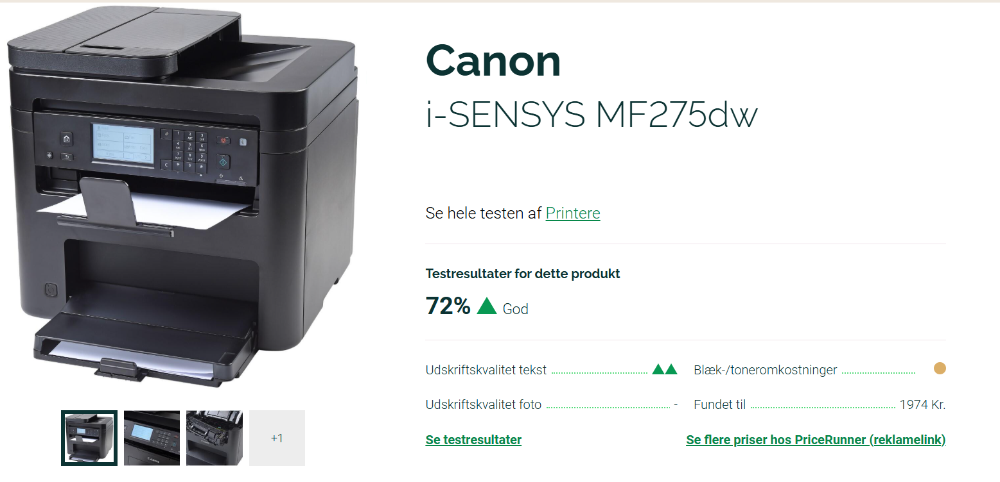 Canon
i-SENSYS MF275dw
Se hele testen af Printere
Testresultater for dette produkt
72% God
Udskriftskvalitet tekst
Blæk-/toneromkostninger
Udskriftskvalitet foto -
Fundet til 1974 Kr.
Se testresultater
Se flere priser hos PriceRunner (reklamelink)
+1